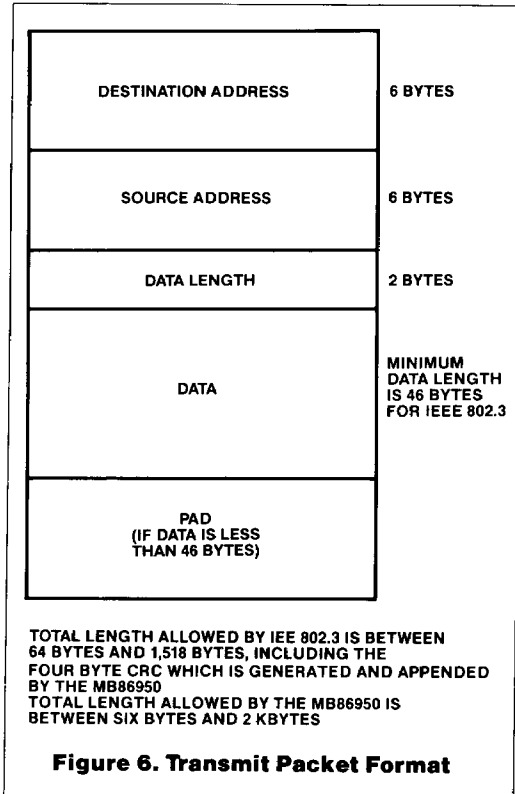 DESTINATION ADDRESS
6 BYTES
SOURCE ADDRESS
6 BYTES
DATA LENGTH
2 BYTES
DATA
MINIMUM
DATA LENGTH
IS 46 BYTES
FOR IEEE 802.3
PAD
(IF DATA IS LESS
THAN 46 BYTES)
TOTAL LENGTH ALLOWED BY IEE 802.3 IS BETWEEN
64 BYTES AND 1,518 BYTES, INCLUDING THE
FOUR BYTE CRC WHICH IS GENERATED AND APPENDED
BY THE MB86950
TOTAL LENGTH ALLOWED BY THE MB86950 IS
BETWEEN SIX BYTES AND 2 KBYTES
Figure 6. Transmit Packet Format